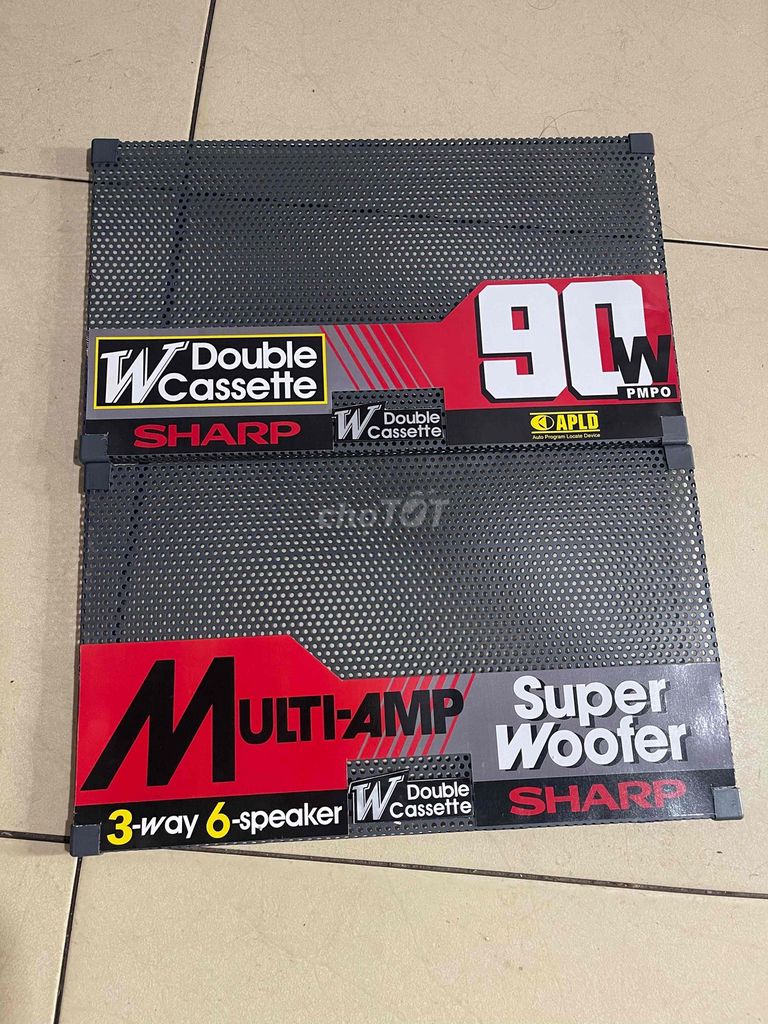 90W
PMPO
W Double
Cassette
SHARP
W Double
Cassette
APLD
Auto Program Locate Device
choTỐT
MULTI-AMP
Super
Woofer
3-way 6-speaker
W Double
Cassette
SHARP